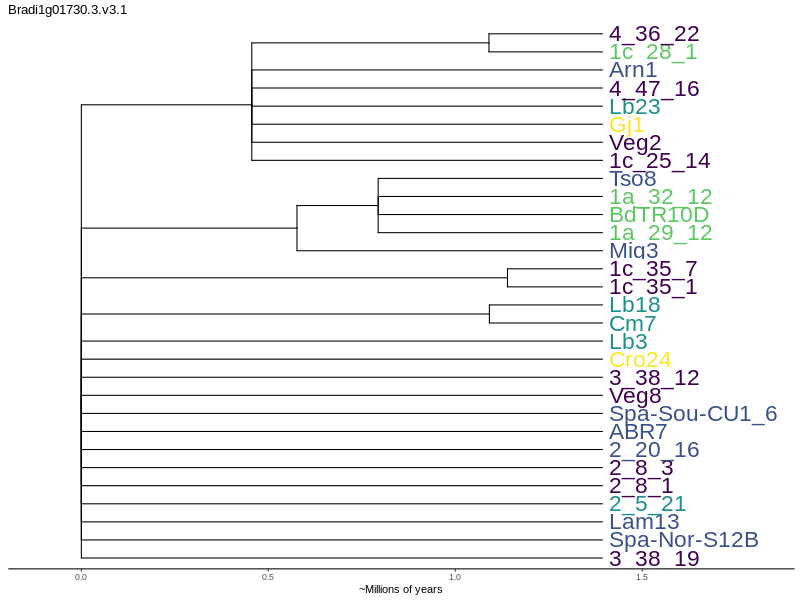 Bradi1g01730.3.v3.1
4_36_22
1c_28_1
Arn1
4_47_16
Lb23
Gj1
Veg2
1c_25_14
Tso8
1a_32_12
BdTR10D
1a_29_12
Mig3
1c_35_7
1c_35_1
Lb18
Cm7
Lb3
Cro24
3_38_12
Veg8
Spa-Sou-CU1_6
ABR7
2_20_16
2_8_3
2_8_1
2_5_21
Lam13
Spa-Nor-S12B
3_38_19
0.0 0.5 1.0 1.5
~Millions of years